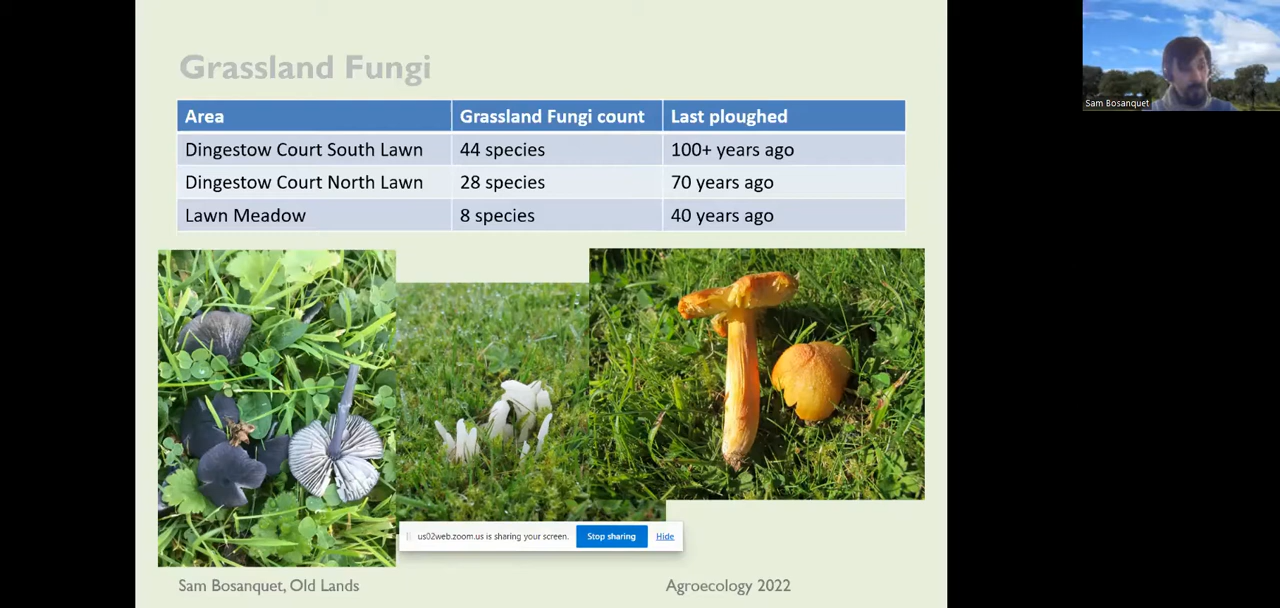 Grassland Fungi
Area Grassland Fungi count Last ploughed
Dingestow Court South Lawn 44 species 100+ years ago
Dingestow Court North Lawn 28 species 70 years ago
Lawn Meadow 8 species 40 years ago
us02web.zoom.us is sharing your screen. Stop sharing Hide
Sam Bosanquet, Old Lands Agroecology 2022
Sam Bosanquet